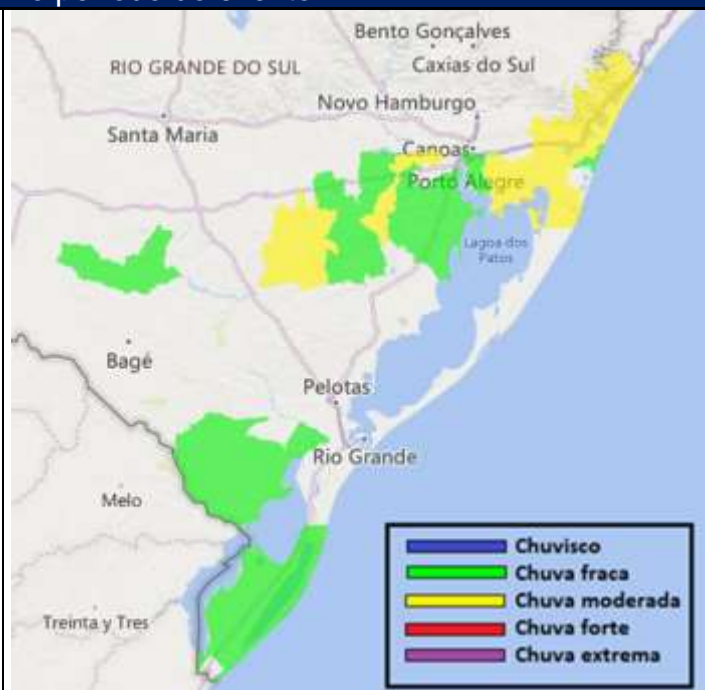 Bento Gonçalves
RIO GRANDE DO SUL
Caxias do Sul
Novo Hamburgo
Santa Maria
Canoas
Porto Alegre
Lagoa dos
Patos
Bagé
Pelotas
Rio Grande
Melo
Treinta y Tres
Chuvisco
Chuva fraca
Chuva moderada
Chuva forte
Chuva extrema